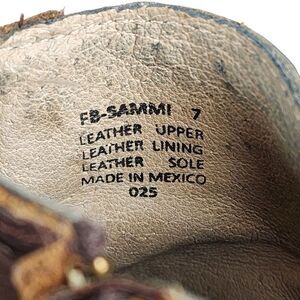 FB-SAMMI 7
LEATHER UPPER
LEATHER LINING
LEATHER SOLE
MADE IN MEXICO
025